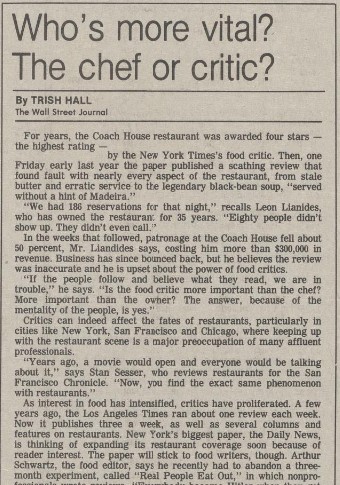 Who's more vital?
The chef or critic?
By TRISH HALL
The Wall Street Journal
For years, the Coach House restaurant was awarded four stars —
the highest rating —
by the New York Times's food critic. Then, one
Friday early last year the paper published a scathing review that
found fault with nearly every aspect of the restaurant, from stale
butter and erratic service to the legendary black-bean soup, "served
without a hint of Madeira."
"We had 186 reservations for that night," recalls Leon Lianides,
who has owned the restaurant for 35 years. "Eighty people didn't
show up. They didn't even call."
In the weeks that followed, patronage at the Coach House fell about
50 percent, Mr. Liandides says, costing him more than $300,000 in
revenue. Business has since bounced back, but he believes the review
was inaccurate and he is upset about the power of food critics.
"If the people follow and believe what they read, we are in
trouble," he says. "Is the food critic more important than the chef?
More important than the owner? The answer, because of the
mentality of the people, is yes."
Critics can indeed affect the fates of restaurants, particularly in
cities like New York, San Francisco and Chicago, where keeping up
with the restaurant scene is a major preoccupation of many affluent
professionals.
"Years ago, a movie would open and everyone would be talking
about it," says Stan Sesser, who reviews restaurants for the San
Francisco Chronicle. "Now, you find the exact same phenomenon
with restaurants."
As interest in food has intensified, critics have proliferated. A few
years ago, the Los Angeles Times ran about one review each week.
Now it publishes three a week, as well as several columns and
features on restaurants. New York's biggest paper, the Daily News,
is thinking of expanding its restaurant coverage soon because of
reader interest. The paper will stick to food writers, though. Arthur
Schwartz, the food editor, says he recently had to abandon a three-
month experiment, called "Real People Eat Out," in which nonpro-